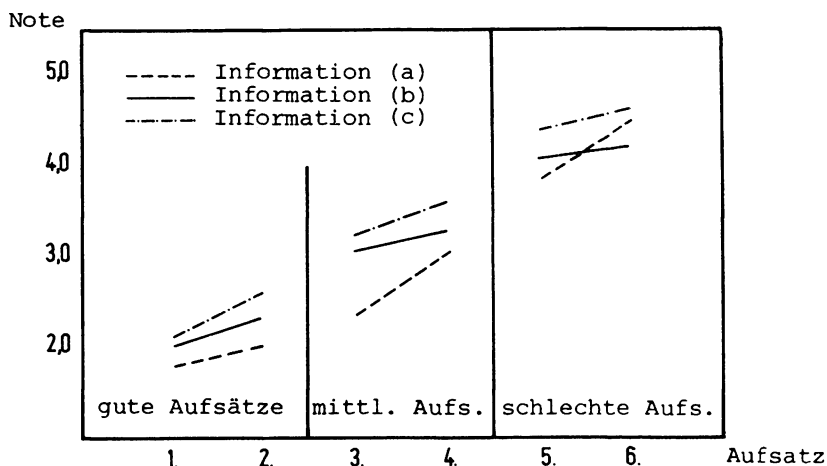 Note
5,0
Information (a)
Information (b)
Information (c)
4,0
3,0
2,0
gute Aufsätze mittl. Aufs. schlechte Aufs.
1. 2. 3. 4. 5. 6. Aufsatz